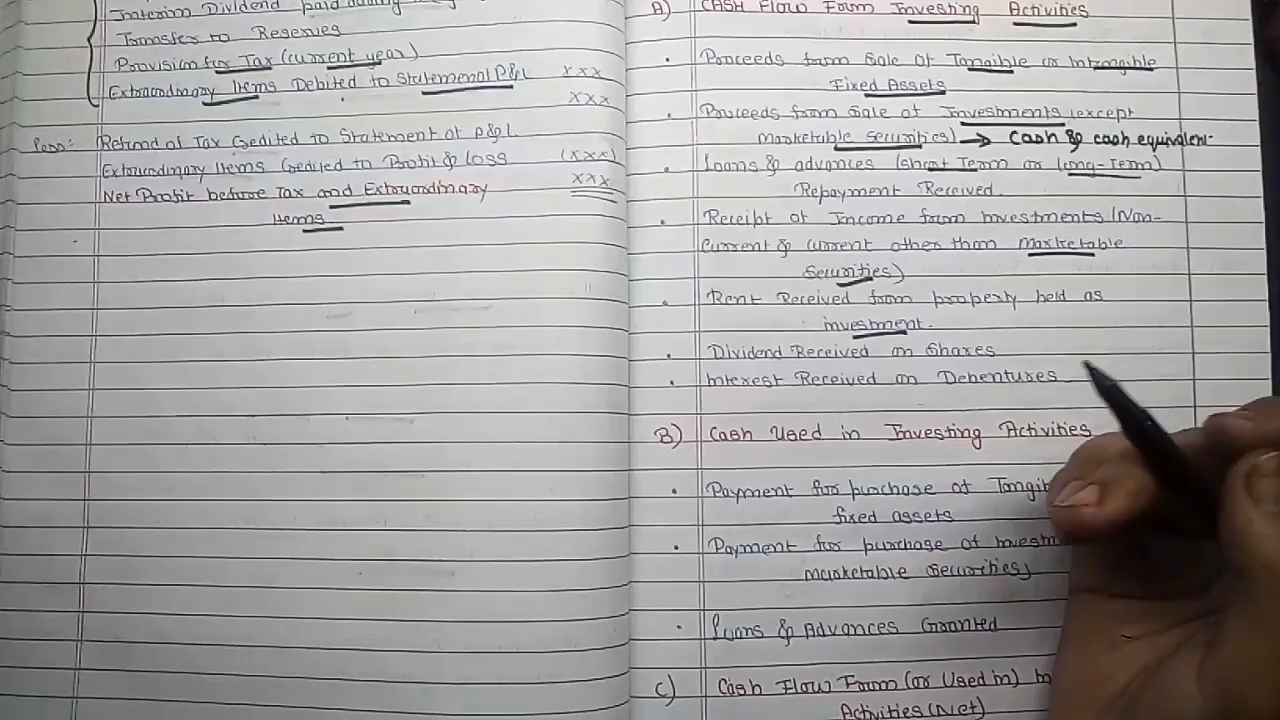 Interim Dividend paid during
Transfer to Reserves
Provision for Tax (current year)
Extraordinary Items Debited to Statement P&L xxx
xxx
Less: Refund of Tax Credited to Statement of P&L
Extraordinary Items Credited to Profit & Loss (xxx)
Net Profit before Tax and Extraordinary xxx
Items
A) CASH Flow From Investing Activities
• Proceeds from Sale of Tangible or Intangible
Fixed Assets
• Proceeds from Sale of Investments (except
Marketable Securities) → Cash & cash equivalent.
• Loans & advances (Short Term or Long-Term)
Repayment Received.
• Receipt of Income from Investments (Non-
Current & Current other than Marketable
Securities)
• Rent Received from property held as
investment.
• Dividend Received on Shares
• Interest Received on Debentures
B) Cash Used in Investing Activities
• Payment for purchase of Tangib
fixed assets
• Payment for purchase of Investm
Marketable Securities)
• Loans & Advances Granted
C) Cash Flow From (or Used in) In
Activities (Net)